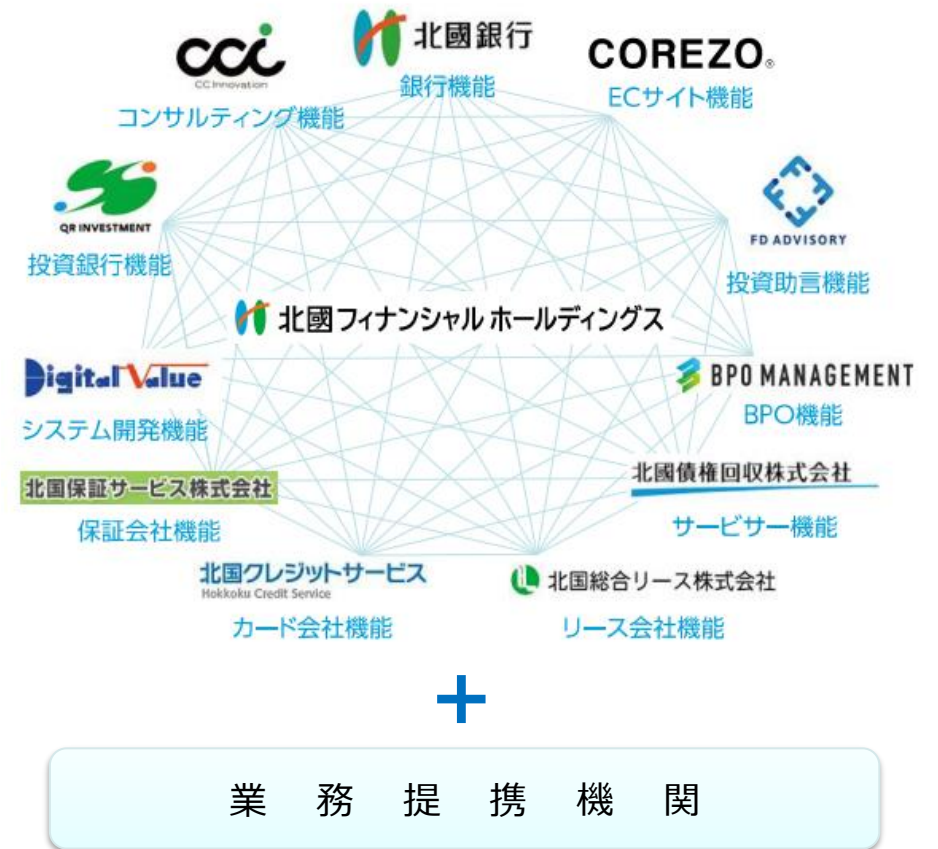 cci
CC Innovation
コンサルティング機能
北國銀行
銀行機能
COREZO®
ECサイト機能
QR INVESTMENT
投資銀行機能
FD ADVISORY
投資助言機能
北國フィナンシャルホールディングス
Digital Value
システム開発機能
BPO MANAGEMENT
BPO機能
北国保証サービス株式会社
保証会社機能
北國債権回収株式会社
サービサー機能
北国クレジットサービス
Hokkoku Credit Service
カード会社機能
北国総合リース株式会社
リース会社機能
+
業務提携機関